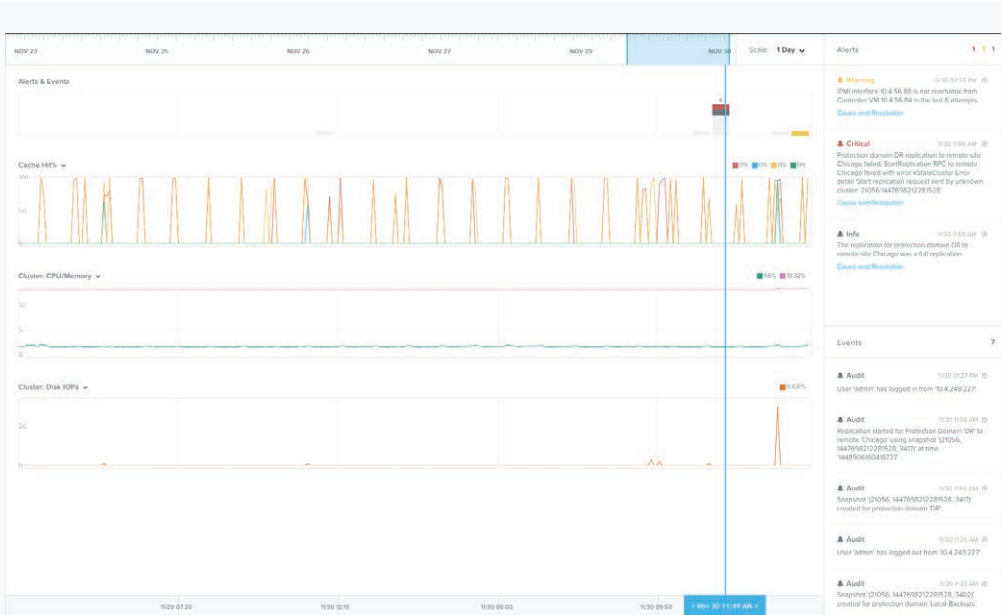 NOV 23 NOV 25 NOV 26 NOV 27 NOV 29 NOV 30 Scale: 1 Day
Alerts & Events
Cache Hit%
100
50
0
Cluster: CPU/Memory
10
5
0
Cluster: Disk IOPs
20
0
11/29 07:20 11/30 12:10 11/30 05:00 11/30 09:50 Nov 30 11:49 AM
Alerts 1 1 1
Warning
IPMI interface 10.4.56.88 is not reachable from
Controller VM 10.4.56.84 in the last 6 attempts.
Cause and Resolution
Critical 11/30 11:56 AM
Protection domain DR replication to remote site
Chicago failed: StartReplication RPC to remote
Chicago failed with error kStaleCluster Error
detail 'Start replication request sent by unknown
cluster: 21056:1447698212281528'
Cause and Resolution
Info 11/30 11:56 AM
The replication for protection domain DR to
remote site Chicago was a full replication
Cause and Resolution
Events 7
Audit 11/30 01:27 PM
User 'admin' has logged in from '10.4.249.227'
Audit 11/30 11:56 AM
Replication started for Protection Domain 'DR' to
remote 'Chicago' using snapshot '(21056,
1447698212281528, 3417)' at time
'1448906160418727'
Audit 11/30 11:56 AM
Snapshot '(21056, 1447698212281528, 3417)'
created for protection domain 'DR'.
Audit 11/30 11:26 AM
User 'admin' has logged out from '10.4.249.227'
Audit 11/30 11:23 AM
Snapshot '(21056, 1447698212281528, 3402)'
created for protection domain 'Local-Backups'.